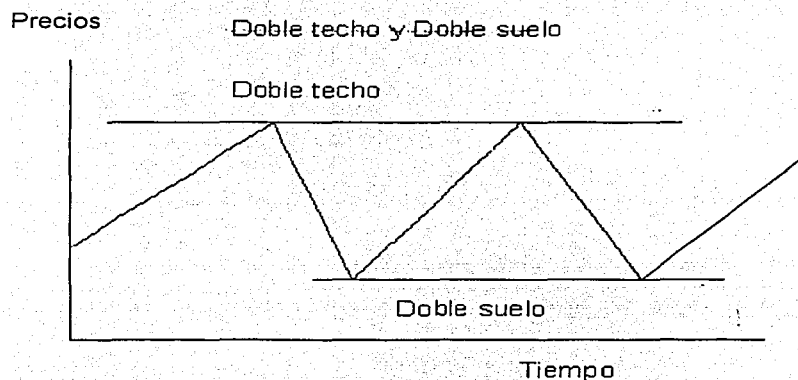 Precios
Doble techo y Doble suelo
Doble techo
Doble suelo
Tiempo